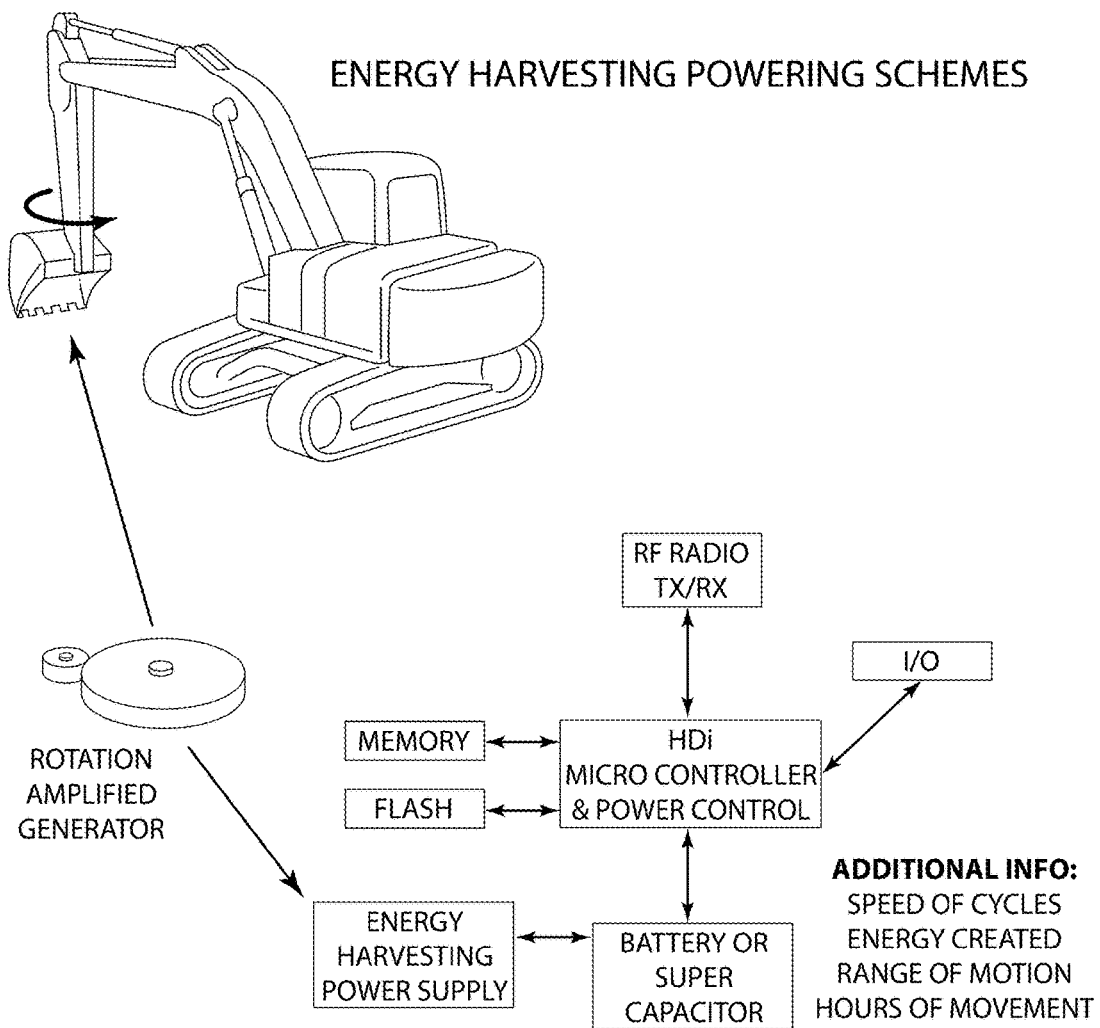 ENERGY HARVESTING POWERING SCHEMES
RF RADIO
TX/RX
I/O
MEMORY
FLASH
HDi
MICRO CONTROLLER
& POWER CONTROL
ROTATION
AMPLIFIED
GENERATOR
ENERGY
HARVESTING
POWER SUPPLY
BATTERY OR
SUPER
CAPACITOR
ADDITIONAL INFO:
SPEED OF CYCLES
ENERGY CREATED
RANGE OF MOTION
HOURS OF MOVEMENT